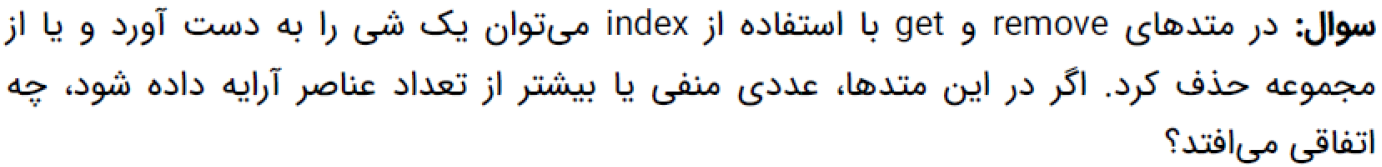 سوال: در متدهای remove و get با استفاده از index می‌توان یک شی را به دست آورد و یا از
مجموعه حذف کرد. اگر در این متدها، عددی منفی یا بیشتر از تعداد عناصر آرایه داده شود، چه
اتفاقی می‌افتد؟